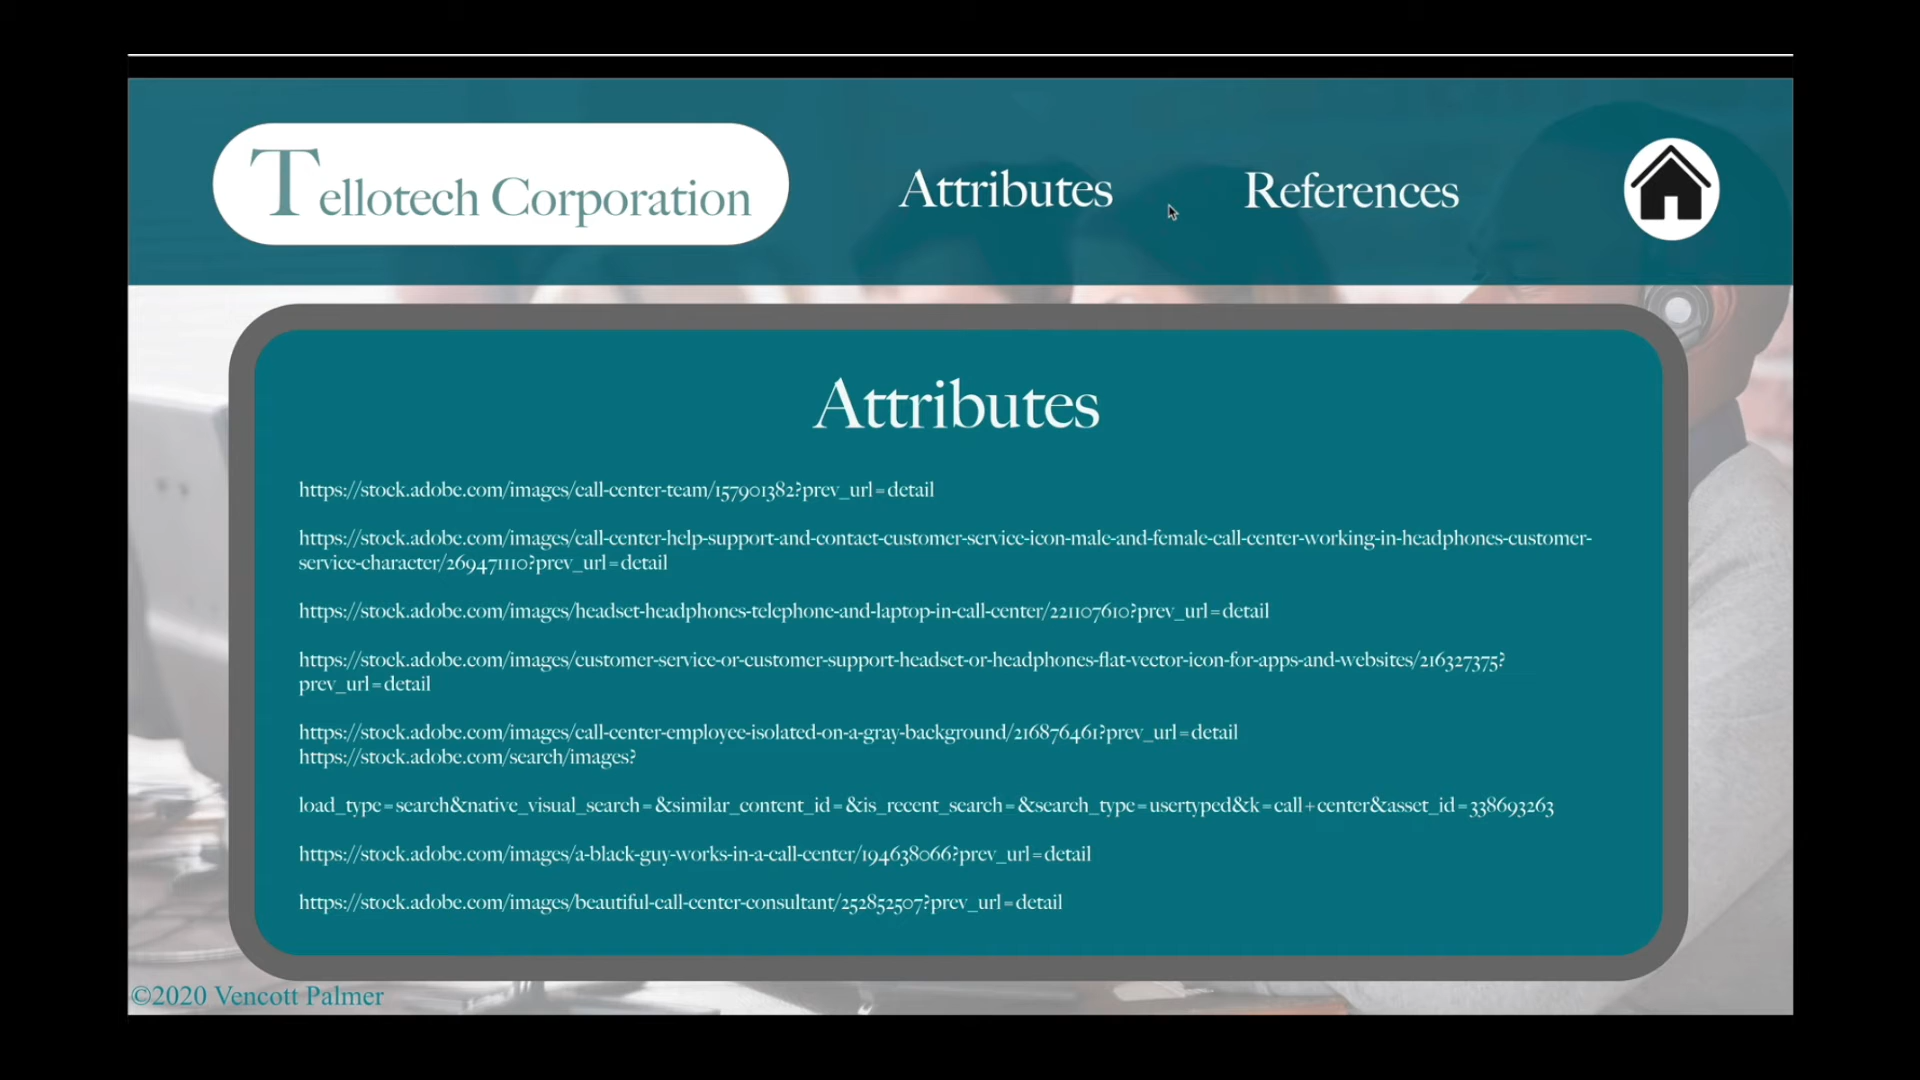 Tellotech Corporation
Attributes
References
Attributes
https://stock.adobe.com/images/call-center-team/157901382?prev_url=detail
https://stock.adobe.com/images/call-center-help-support-and-contact-customer-service-icon-male-and-female-call-center-working-in-headphones-customer-
service-character/269471110?prev_url=detail
https://stock.adobe.com/images/headset-headphones-telephone-and-laptop-in-call-center/221107610?prev_url=detail
https://stock.adobe.com/images/customer-service-or-customer-support-headset-or-headphones-flat-vector-icon-for-apps-and-websites/216327375?
prev_url=detail
https://stock.adobe.com/images/call-center-employee-isolated-on-a-gray-background/216876461?prev_url=detail
https://stock.adobe.com/search/images?
load_type=search&native_visual_search=&similar_content_id=&is_recent_search=&search_type=usertyped&k=call+center&asset_id=338693263
https://stock.adobe.com/images/a-black-guy-works-in-a-call-center/194638066?prev_url=detail
https://stock.adobe.com/images/beautiful-call-center-consultant/252852507?prev_url=detail
©2020 Vencott Palmer